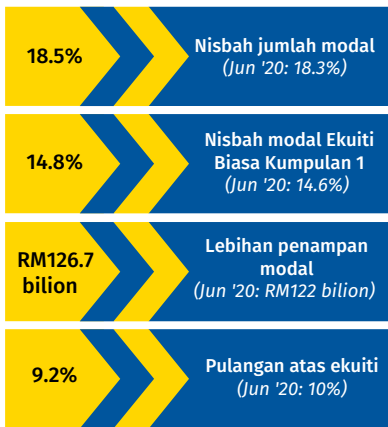 18.5%
Nisbah jumlah modal
(Jun '20: 18.3%)
14.8%
Nisbah modal Ekuiti
Biasa Kumpulan 1
(Jun '20: 14.6%)
RM126.7
bilion
Lebihan penampan
modal
(Jun '20: RM122 bilion)
9.2%
Pulangan atas ekuiti
(Jun '20: 10%)